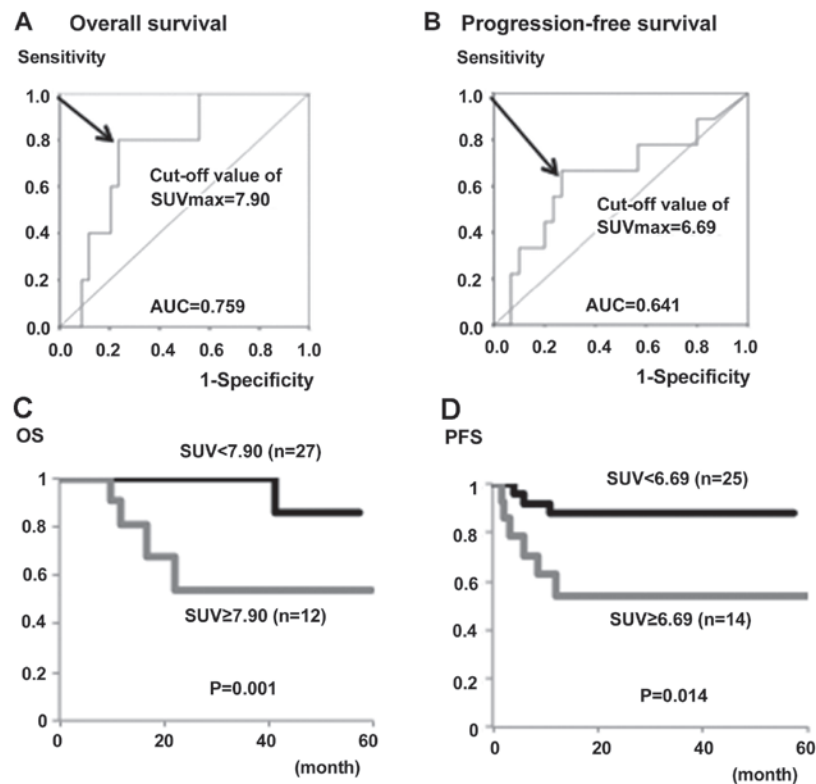 A Overall survival
Sensitivity
1.0
0.8
0.6
0.4
0.2
0.0
Cut-off value of
SUVmax=7.90
AUC=0.759
0.0 0.2 0.4 0.6 0.8 1.0
1-Specificity
B Progression-free survival
Sensitivity
1.0
0.8
0.6
0.4
0.2
0.0
Cut-off value of
SUVmax=6.69
AUC=0.641
0.0 0.2 0.4 0.6 0.8 1.0
1-Specificity
C
OS
SUV<7.90 (n=27)
1
0.8
0.6
0.4
0.2
0
SUV≥7.90 (n=12)
P=0.001
0 20 40 60
(month)
D
PFS
SUV<6.69 (n=25)
1
0.8
0.6
0.4
0.2
0
SUV≥6.69 (n=14)
P=0.014
0 20 40 60
(month)